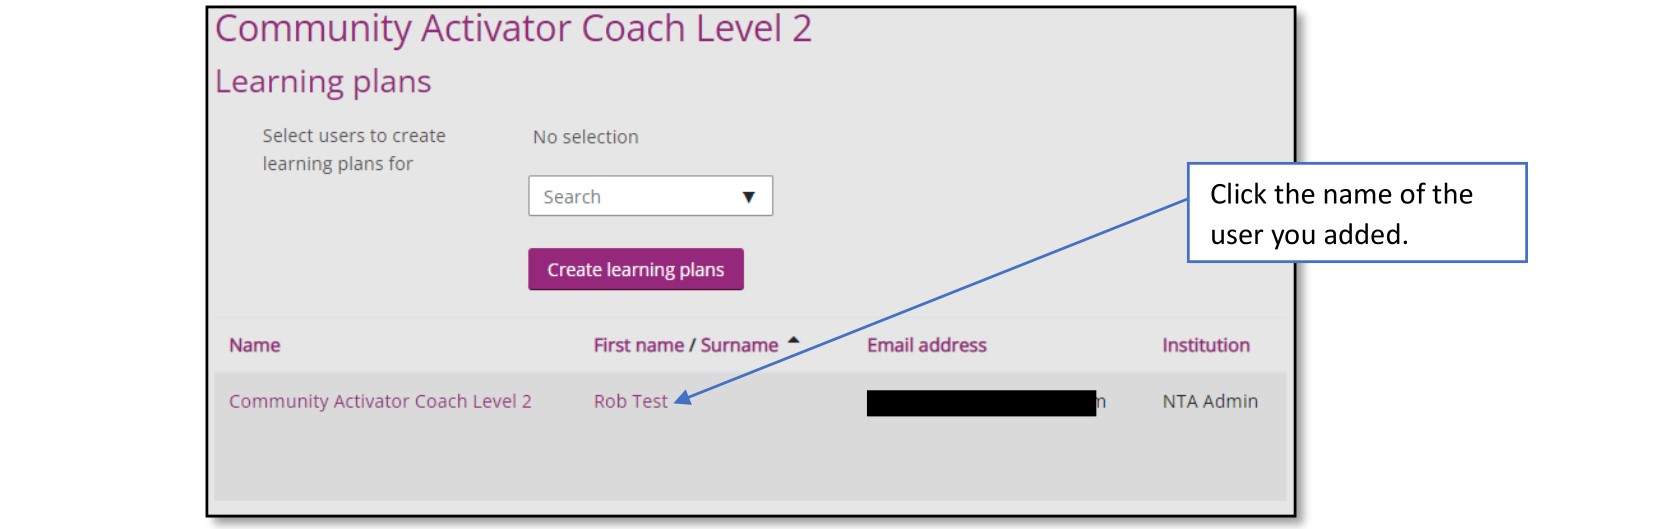 Community Activator Coach Level 2
Learning plans
Select users to create
learning plans for
No selection
Search
Create learning plans
Click the name of the
user you added.
Name First name / Surname Email address Institution
Community Activator Coach Level 2 Rob Test NTA Admin